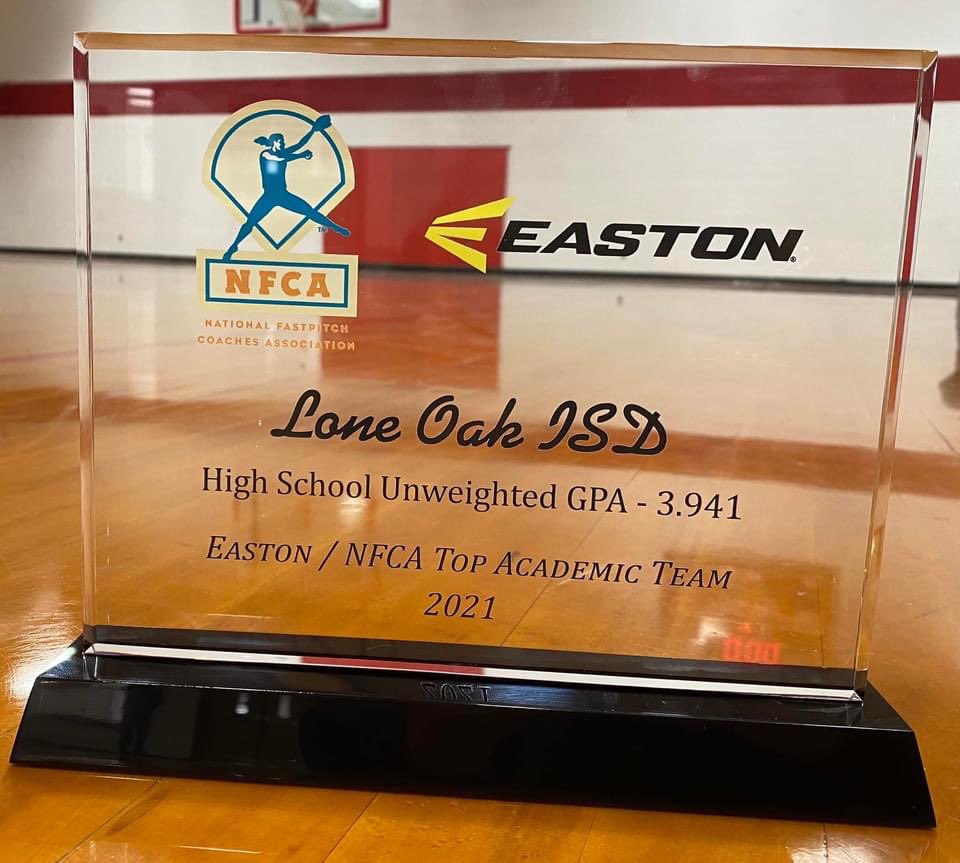 NFCA
NATIONAL FASTPITCH
COACHES ASSOCIATION
EASTON
Lone Oak ISD
High School Unweighted GPA - 3.941
EASTON / NFCA TOP ACADEMIC TEAM
2021